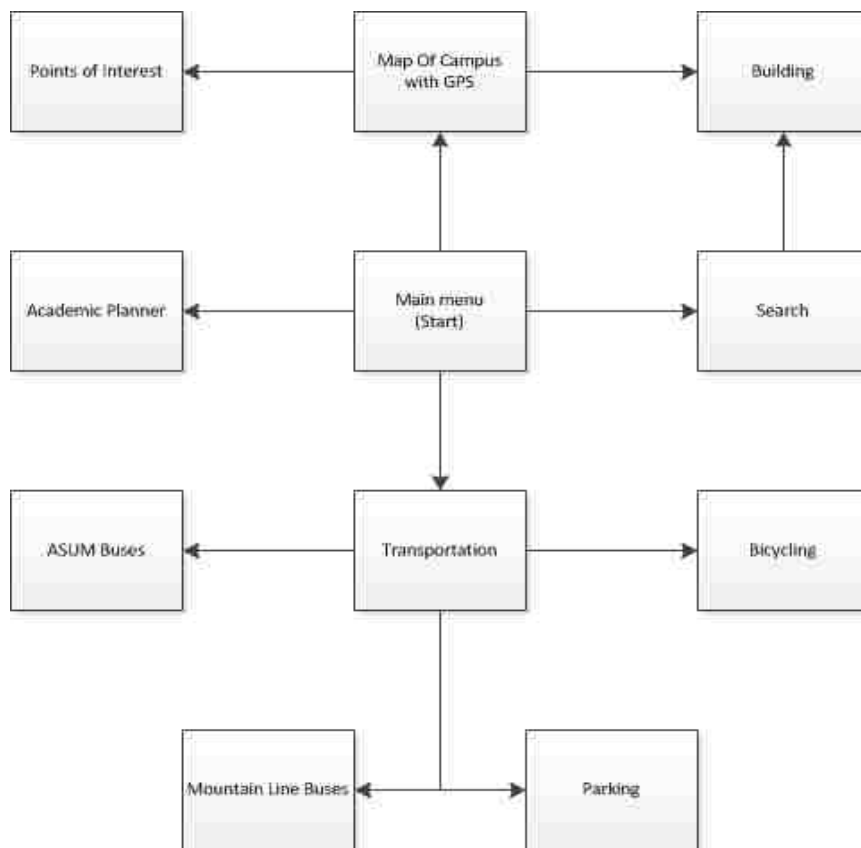 Points of Interest
Map Of Campus
with GPS
Building
Academic Planner
Main menu
(Start)
Search
ASUM Buses
Transportation
Bicycling
Mountain Line Buses
Parking